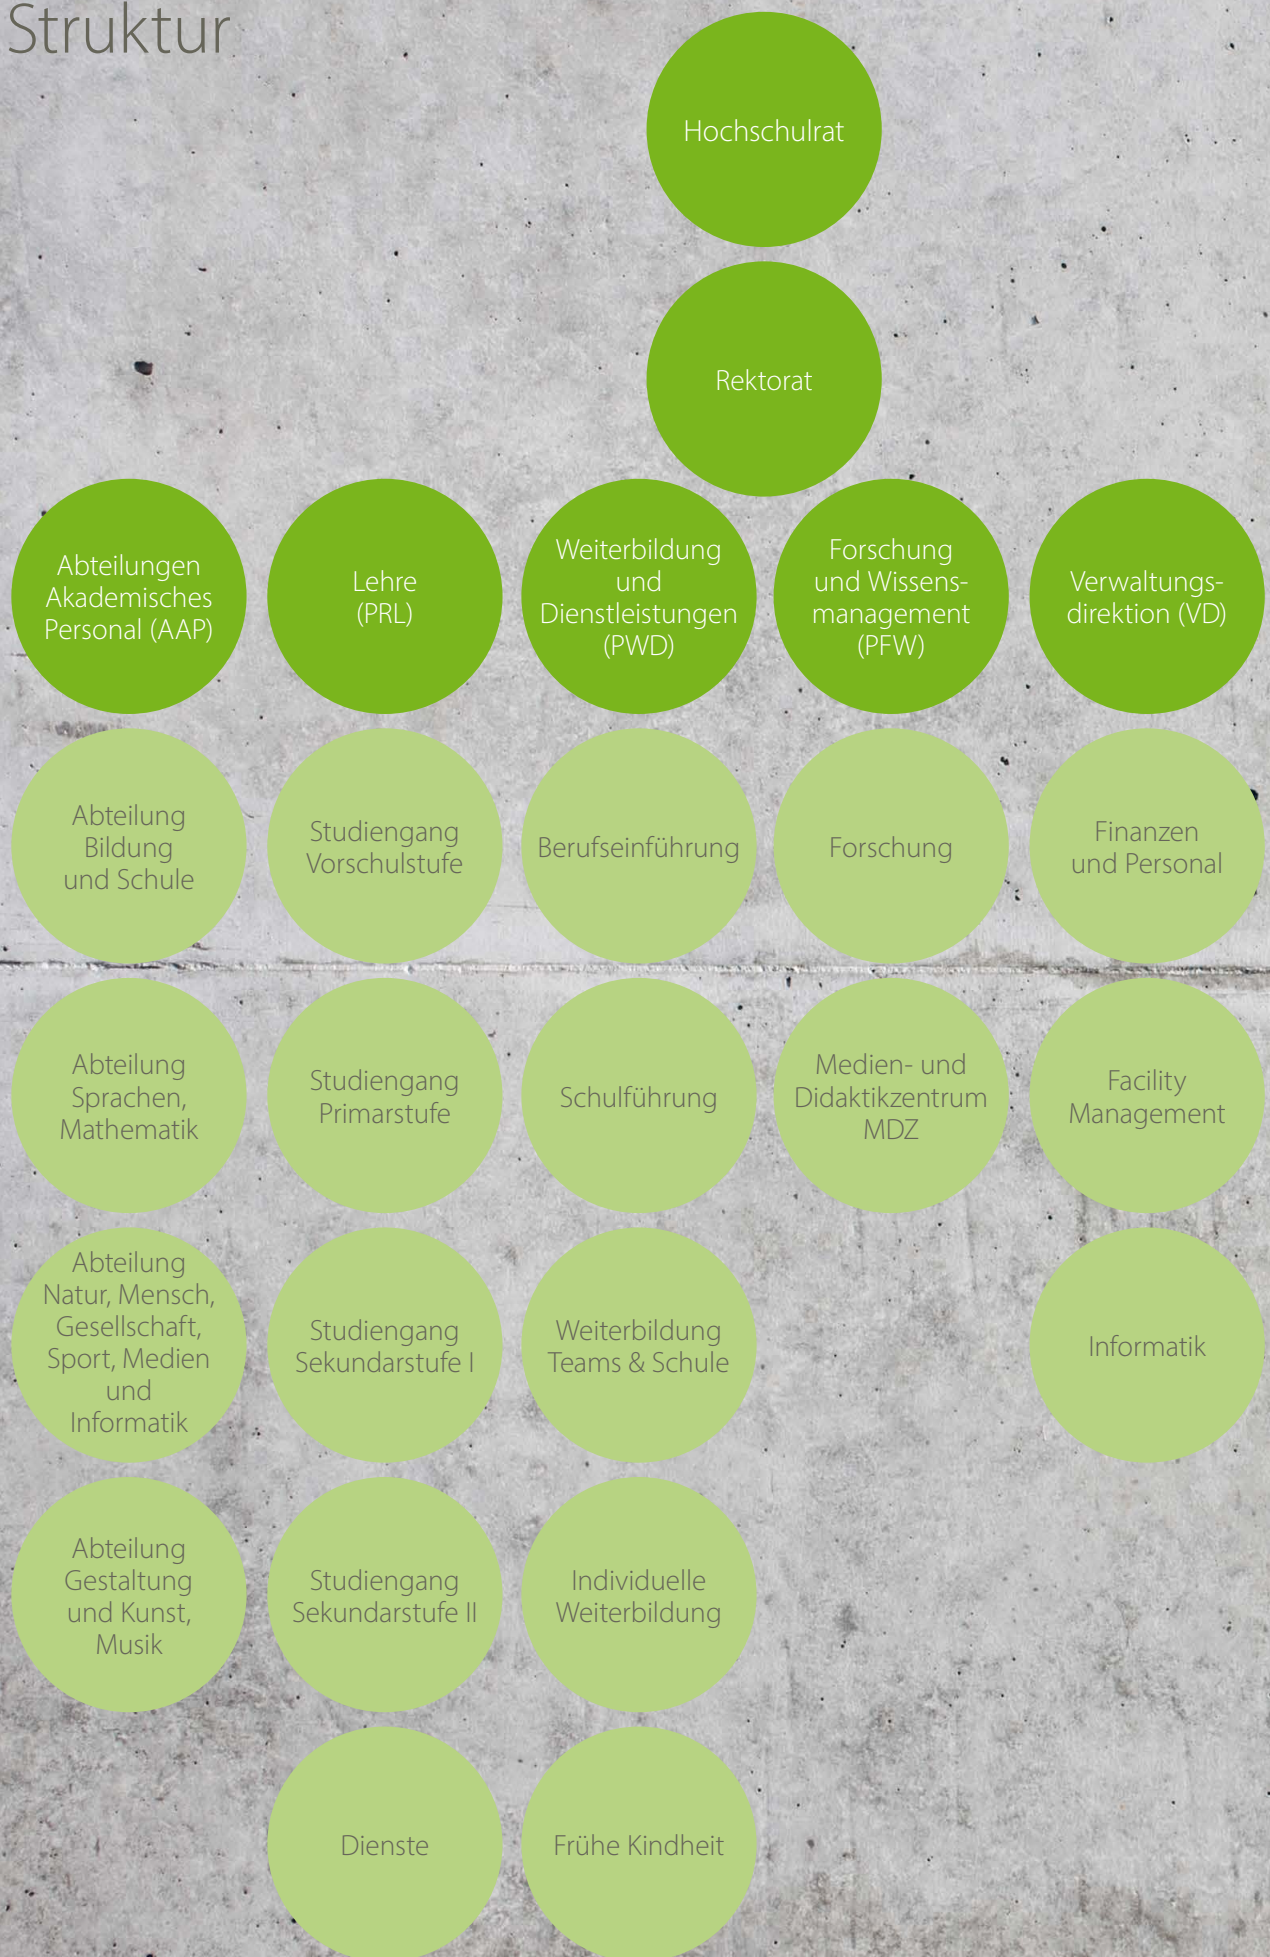 Struktur
Hochschulrat
Rektorat
Abteilungen
Akademisches
Personal (AAP)
Lehre
(PRL)
Weiterbildung
und
Dienstleistungen
(PWD)
Forschung
und Wissens-
management
(PFW)
Verwaltungs-
direktion (VD)
Abteilung
Bildung
und Schule
Studiengang
Vorschulstufe
Berufseinführung
Forschung
Finanzen
und Personal
Abteilung
Sprachen,
Mathematik
Studiengang
Primarstufe
Schulführung
Medien- und
Didaktikzentrum
MDZ
Facility
Management
Abteilung
Natur, Mensch,
Gesellschaft,
Sport, Medien
und
Informatik
Studiengang
Sekundarstufe I
Weiterbildung
Teams & Schule
Informatik
Abteilung
Gestaltung
und Kunst,
Musik
Studiengang
Sekundarstufe II
Individuelle
Weiterbildung
Dienste
Frühe Kindheit